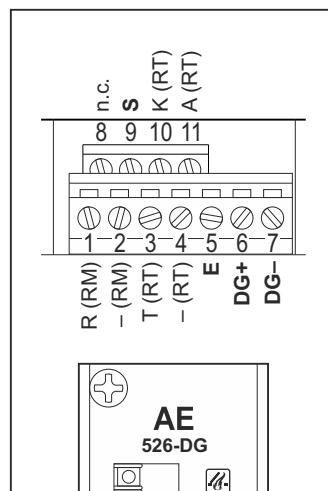 n.c.
S
K (RT)
A (RT)
8 9 10 11
1 2 3 4 5 6 7
R (RM)
– (RM)
T (RT)
– (RT)
E
DG+
DG–
AE
526-DG